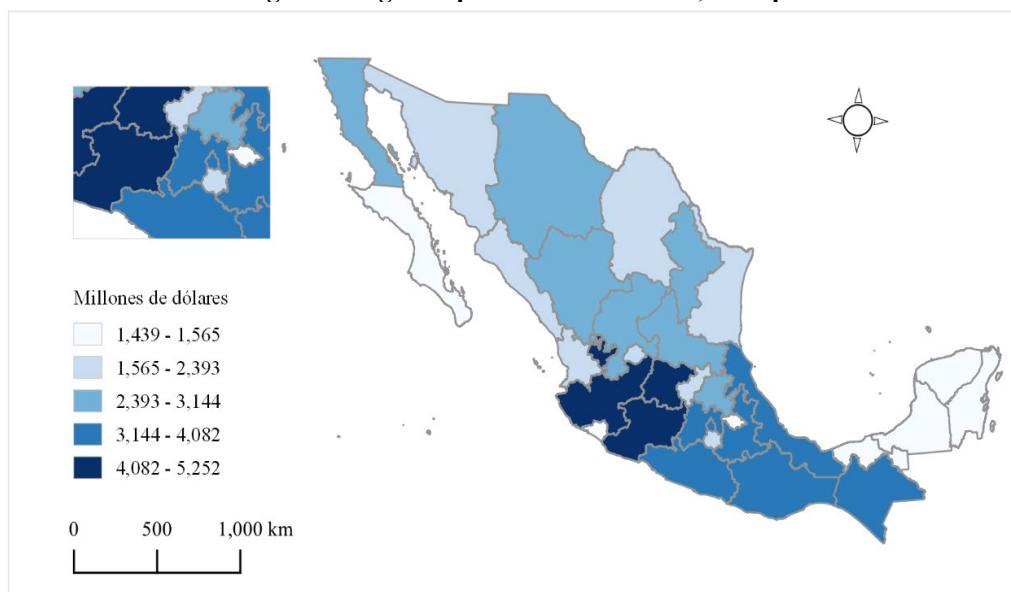 Millones de dólares
1,439 - 1,565
1,565 - 2,393
2,393 - 3,144
3,144 - 4,082
4,082 - 5,252
0 500 1,000 km